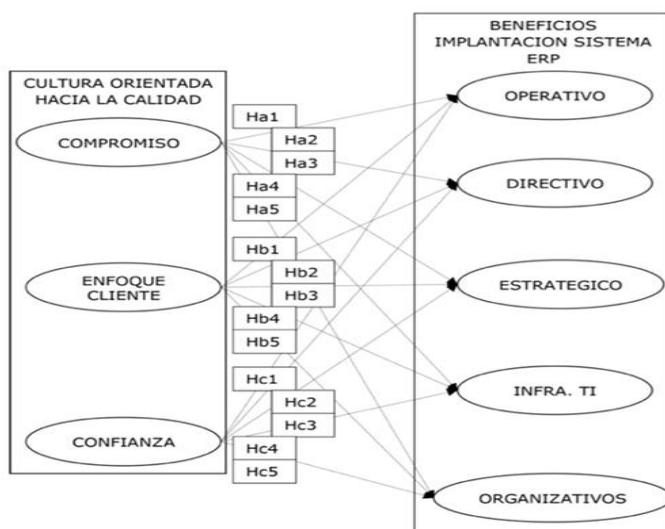 BENEFICIOS
IMPLANTACION SISTEMA
ERP
CULTURA ORIENTADA
HACIA LA CALIDAD
OPERATIVO
Ha1
COMPROMISO
Ha2
Ha3
DIRECTIVO
Ha4
Ha5
Hb1
ENFOQUE
CLIENTE
Hb2
ESTRATEGICO
Hb3
Hb4
Hb5
Hc1
INFRA. TI
Hc2
Hc3
CONFIANZA
Hc4
Hc5
ORGANIZATIVOS